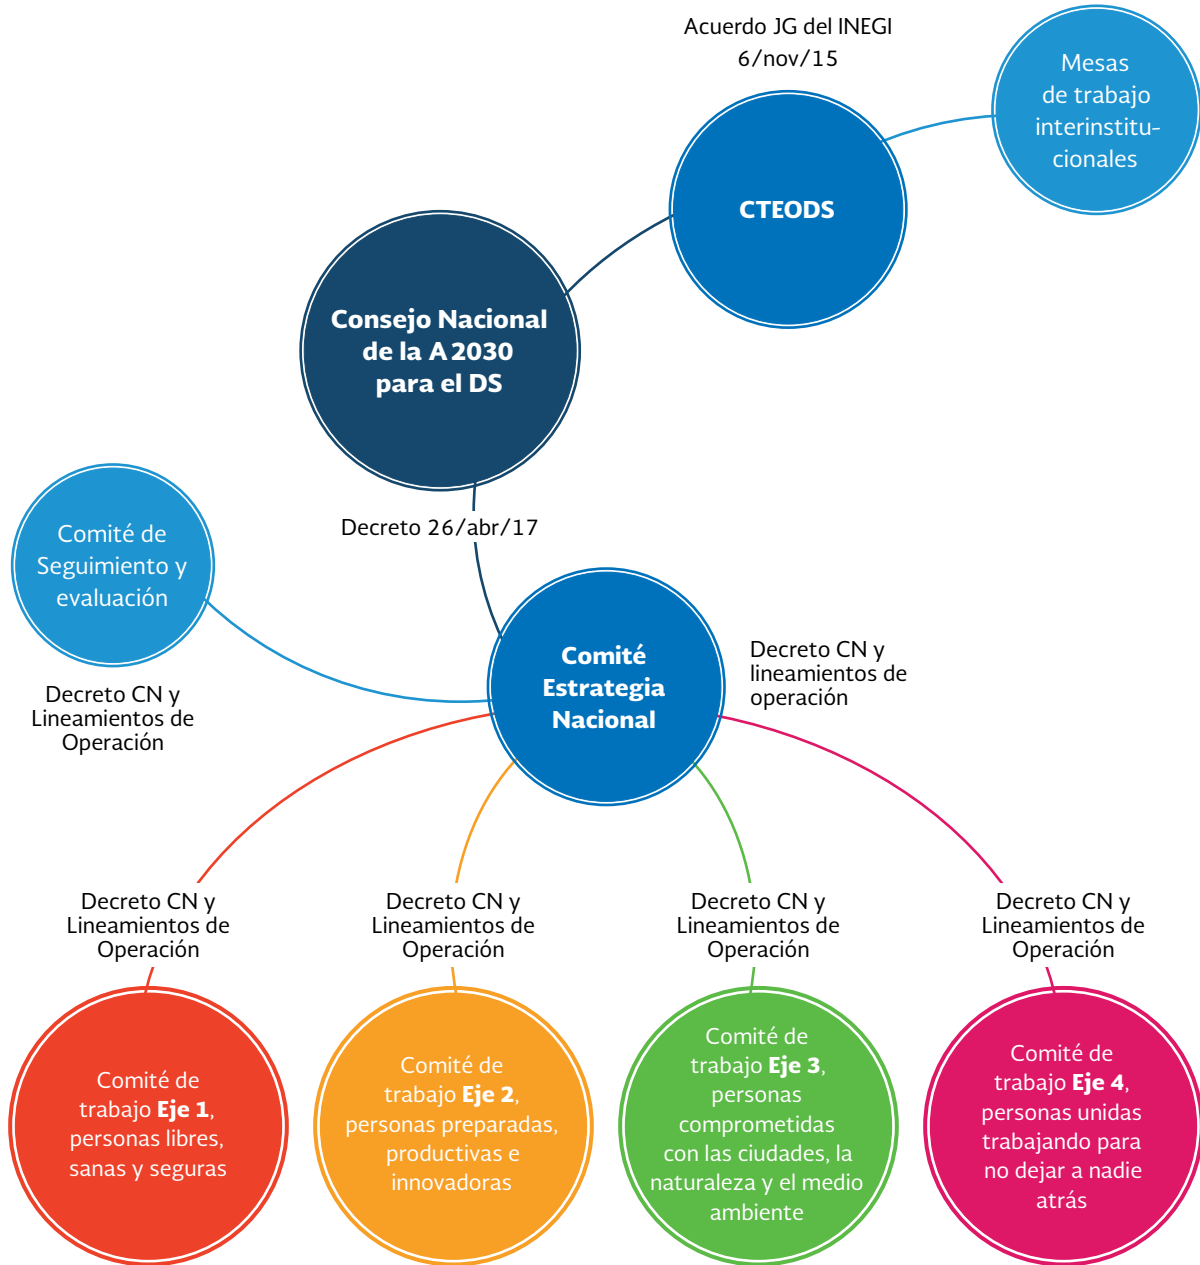 Acuerdo JG del INEGI
6/nov/15
Mesas
de trabajo
interinstitu-
cionales
CTEODS
Consejo Nacional
de la A 2030
para el DS
Decreto 26/abr/17
Comité de
Seguimiento y
evaluación
Decreto CN y
Lineamientos de
Operación
Comité
Estrategia
Nacional
Decreto CN y
lineamientos de
operación
Decreto CN y
Lineamientos de
Operación
Decreto CN y
Lineamientos de
Operación
Decreto CN y
Lineamientos de
Operación
Decreto CN y
Lineamientos de
Operación
Comité de
trabajo Eje 1,
personas libres,
sanas y seguras
Comité de
trabajo Eje 2,
personas preparadas,
productivas e
innovadoras
Comité de
trabajo Eje 3,
personas
comprometidas
con las ciudades, la
naturaleza y el medio
ambiente
Comité de
trabajo Eje 4,
personas unidas
trabajando para
no dejar a nadie
atrás